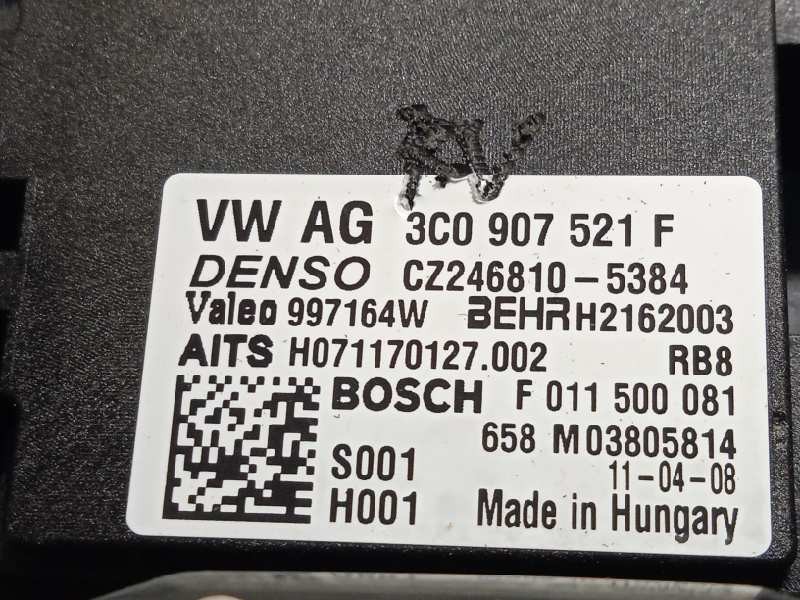 VW AG 3C0 907 521 F
DENSO CZ246810-5384
Valeo 997164W BEHR H2162003
AITS H071170127.002 RB8
BOSCH F 011 500 081
658 M03805814
S001 11-04-08
H001 Made in Hungary